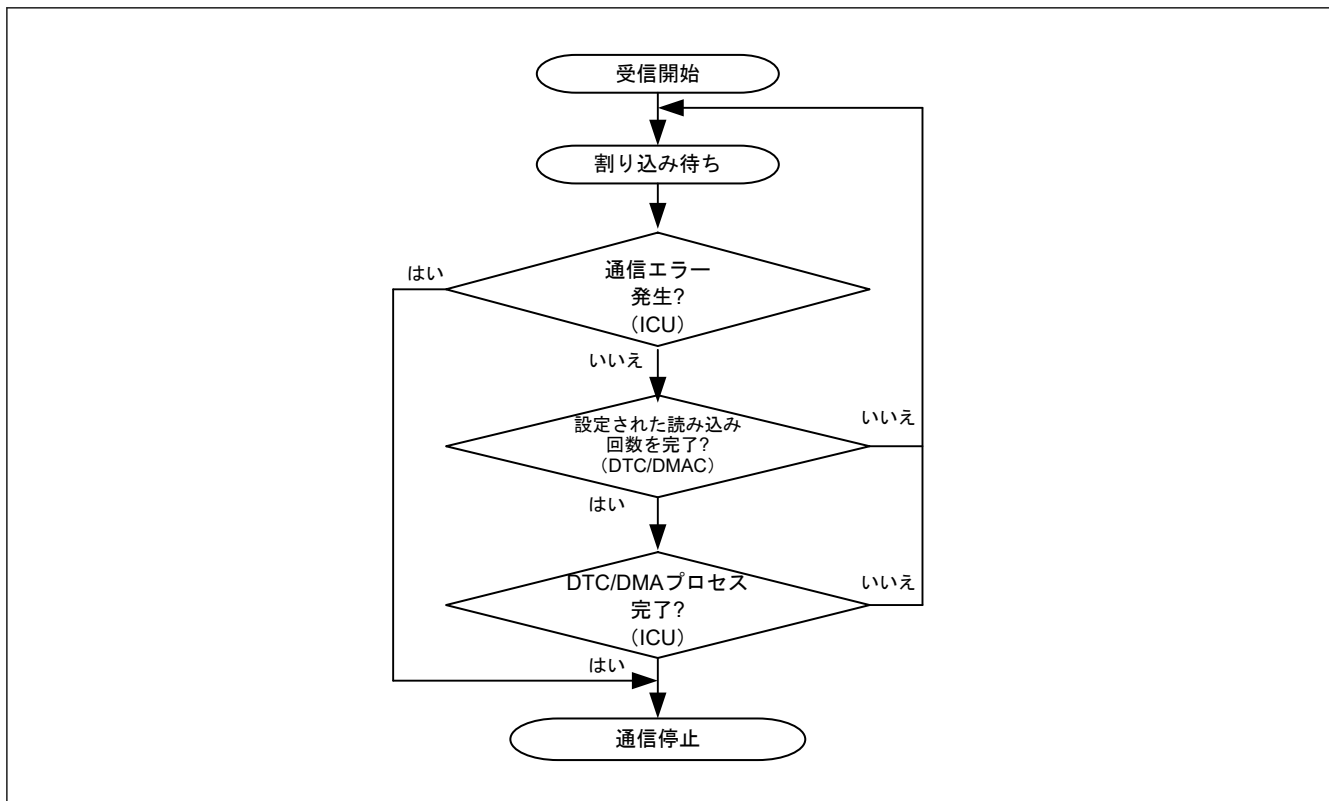 受信開始
割り込み待ち
はい
通信エラー
発生?
（ICU）
いいえ
設定された読み込み
回数を完了?
（DTC/DMAC）
いいえ
はい
DTC/DMAプロセス
完了?
（ICU）
いいえ
はい
通信停止